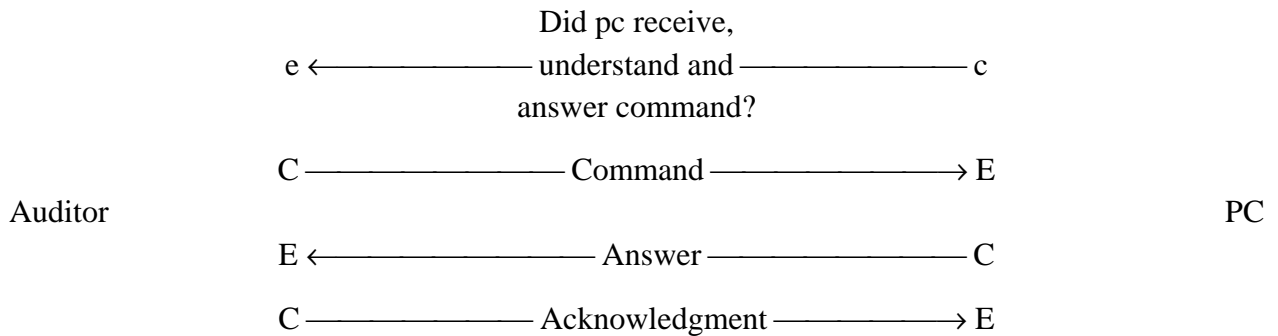 Did pc receive,
e ← understand and c
answer command?
C Command → E
Auditor PC
E ← Answer C
C Acknowledgment → E